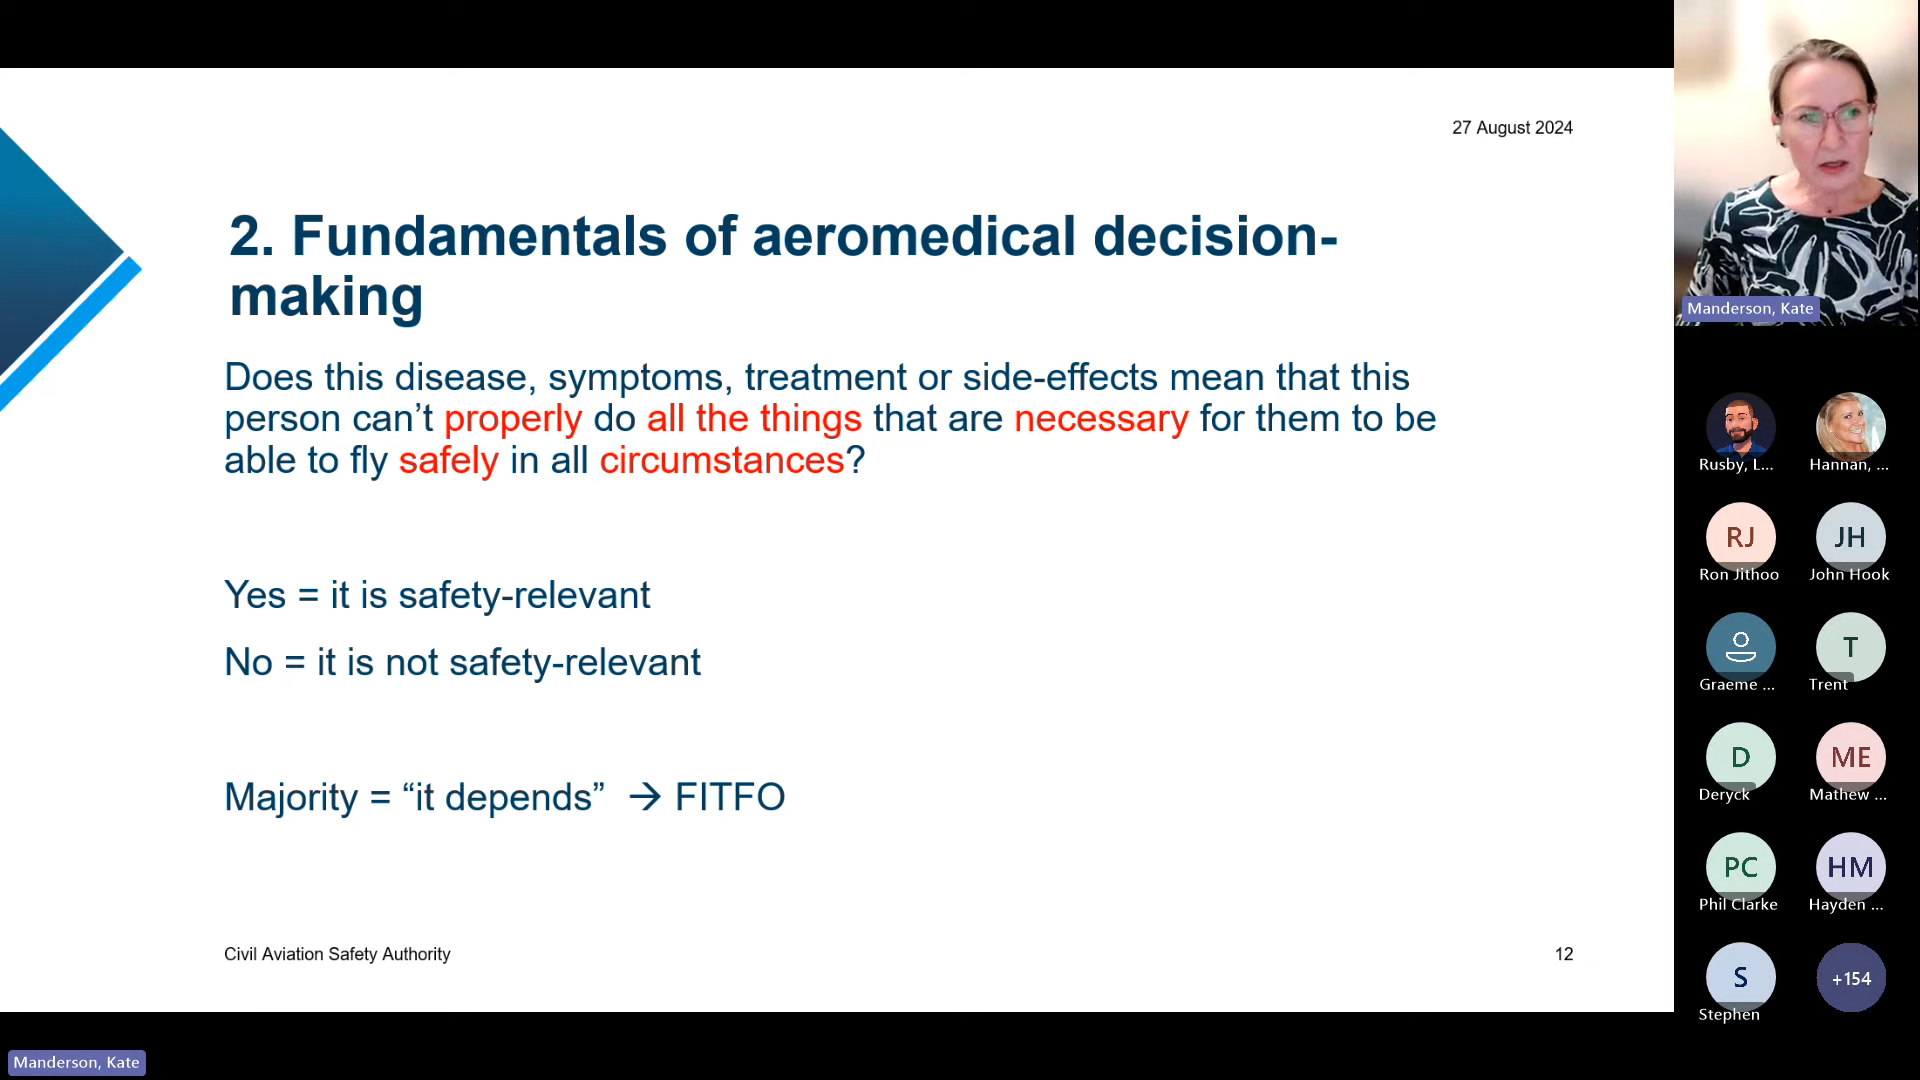 27 August 2024
2. Fundamentals of aeromedical decision-
making
Does this disease, symptoms, treatment or side-effects mean that this
person can’t properly do all the things that are necessary for them to be
able to fly safely in all circumstances?
Yes = it is safety-relevant
No = it is not safety-relevant
Majority = “it depends” → FITFO
Civil Aviation Safety Authority
12
Manderson, Kate
Manderson, Kate
Rusby, L...
Hannan, ...
RJ
Ron Jithoo
JH
John Hook
Graeme ...
T
Trent
D
Deryck
ME
Mathew ...
PC
Phil Clarke
HM
Hayden ...
S
Stephen
+154